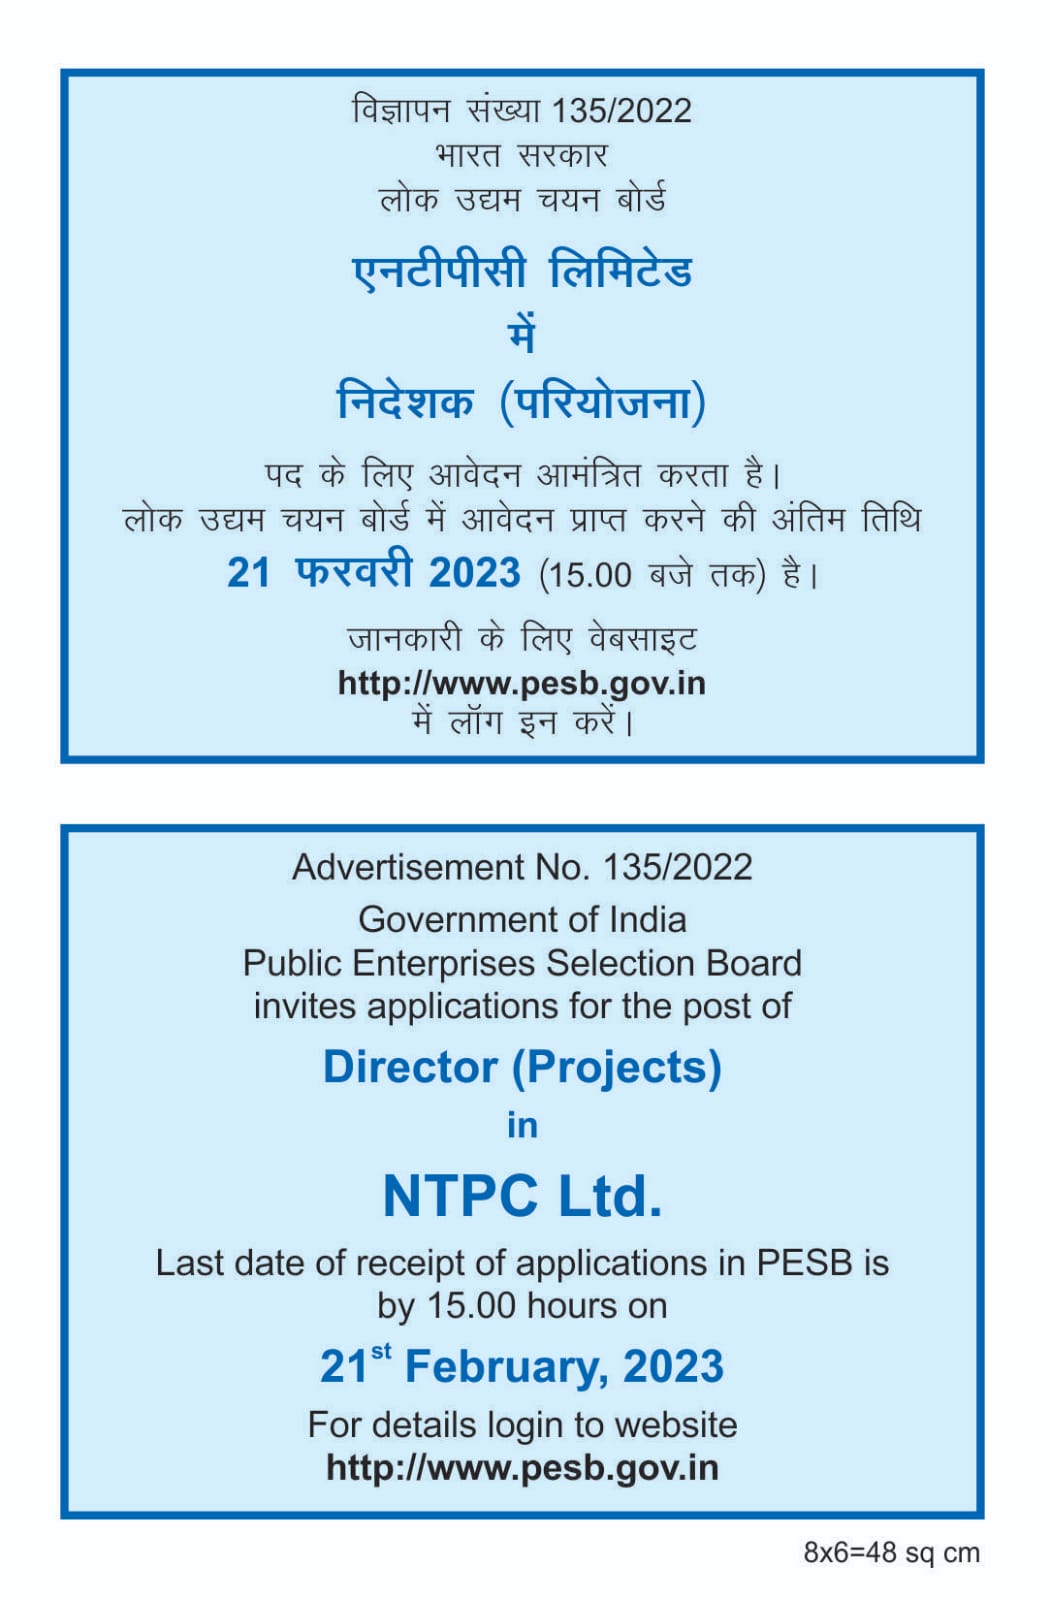 विज्ञापन संख्या 135/2022
भारत सरकार
लोक उद्यम चयन बोर्ड
एनटीपीसी लिमिटेड
में
निदेशक (परियोजना)
पद के लिए आवेदन आमंत्रित करता है।
लोक उद्यम चयन बोर्ड में आवेदन प्राप्त करने की अंतिम तिथि
21 फरवरी 2023 (15.00 बजे तक) है।
जानकारी के लिए वेबसाइट
http://www.pesb.gov.in
में लॉग इन करें।
Advertisement No. 135/2022
Government of India
Public Enterprises Selection Board
invites applications for the post of
Director (Projects)
in
NTPC Ltd.
Last date of receipt of applications in PESB is
by 15.00 hours on
21st February, 2023
For details login to website
http://www.pesb.gov.in
8x6=48 sq cm